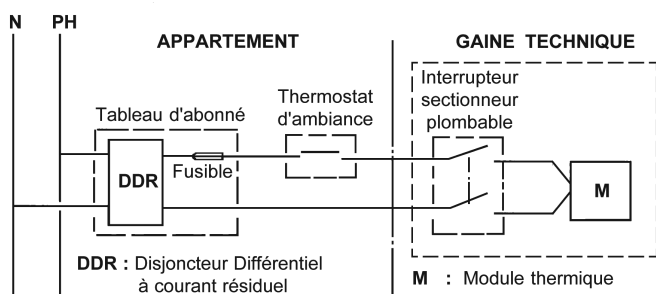 N PH
APPARTEMENT
GAINE TECHNIQUE
Interrupteur
sectionneur
plombable
Thermostat
d'ambiance
Tableau d'abonné
DDR
Fusible
M
DDR : Disjoncteur Différentiel
à courant résiduel
M : Module thermique